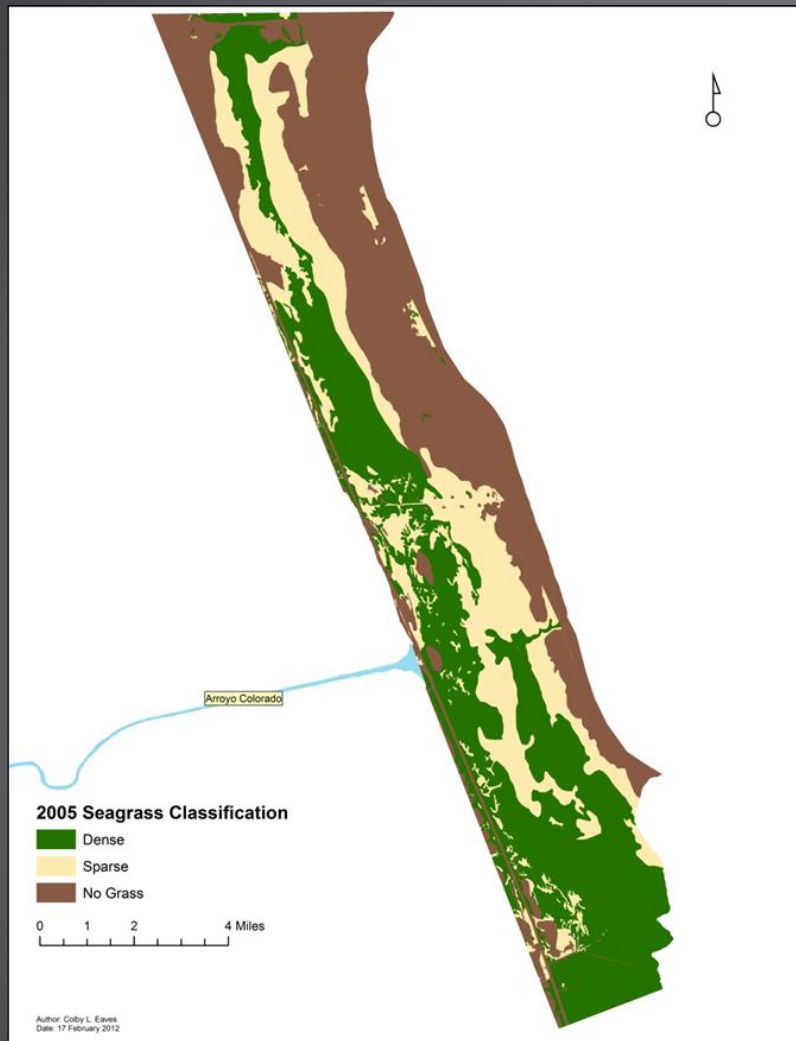 Arroyo Colorado
2005 Seagrass Classification
Dense
Sparse
No Grass
0 1 2 4 Miles
Author: Colby L. Eaves
Date: 17 February 2012